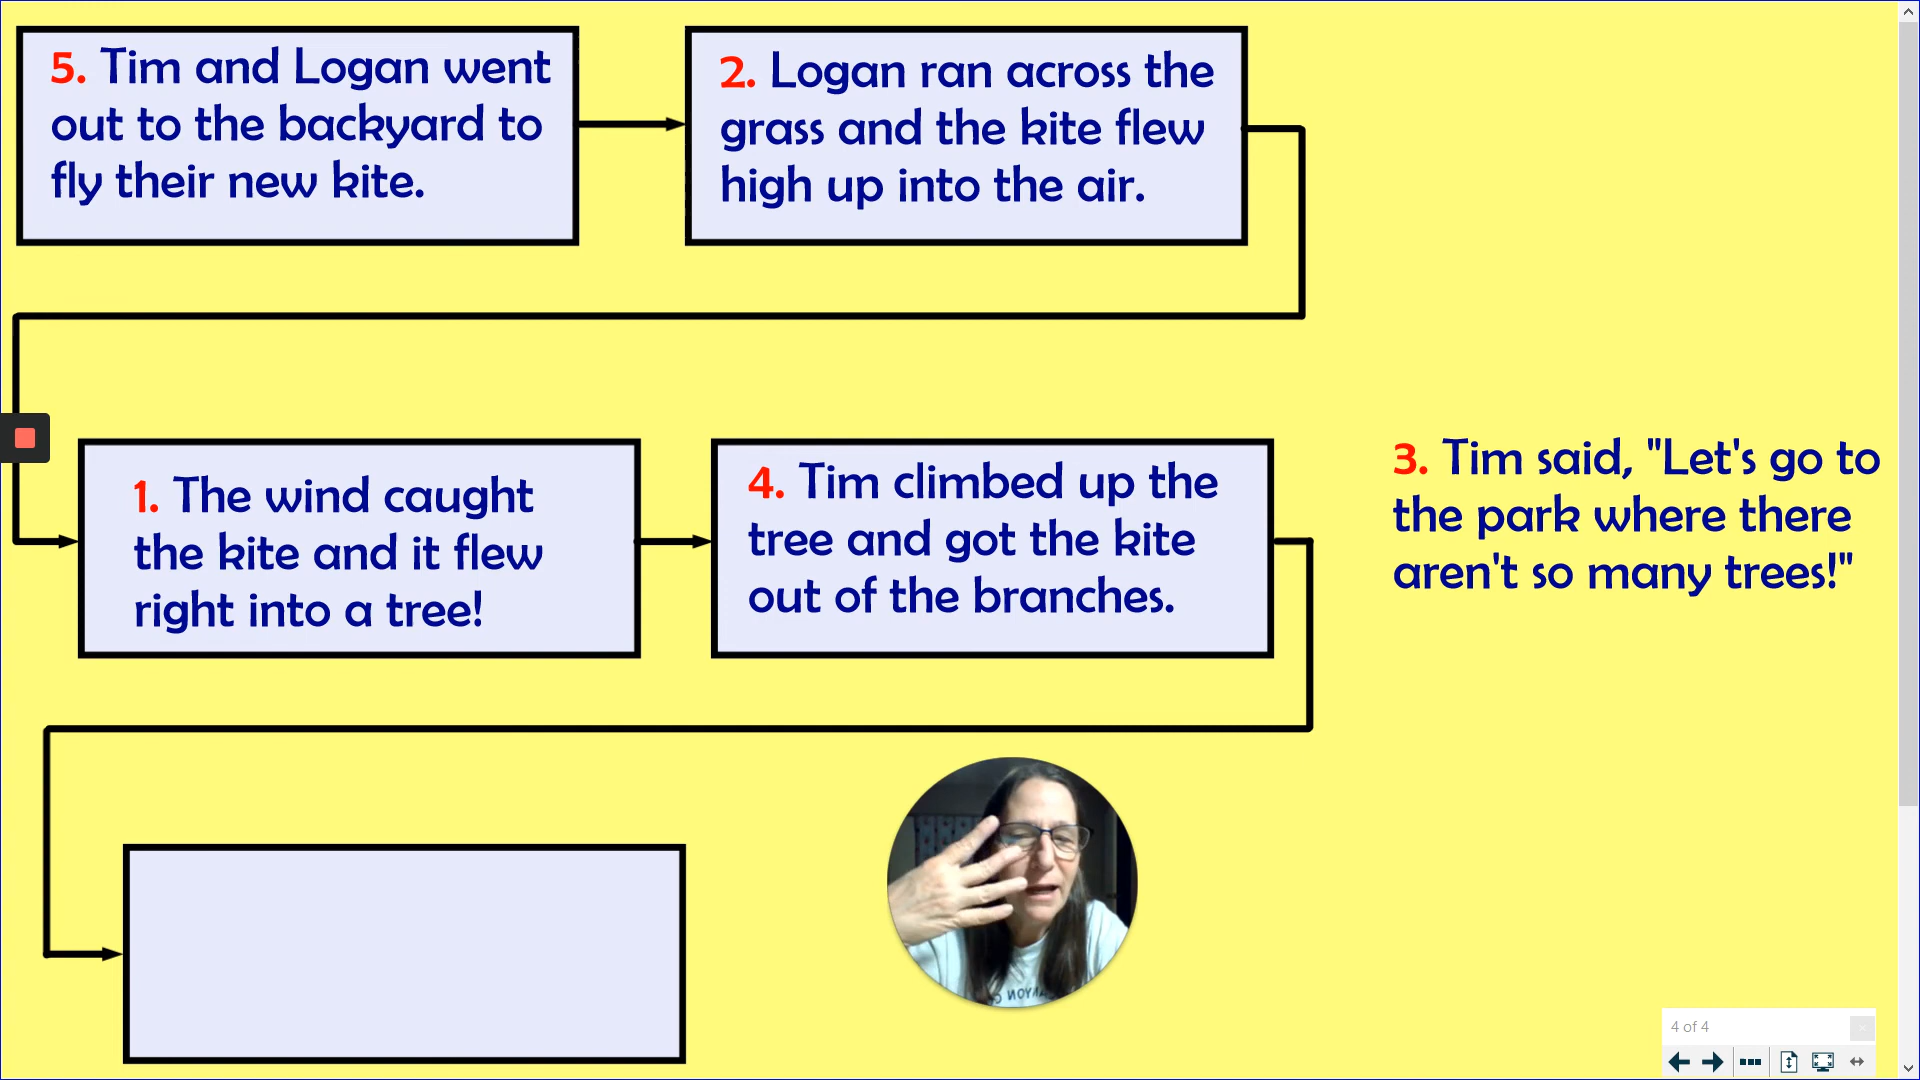 5. Tim and Logan went
out to the backyard to
fly their new kite.
2. Logan ran across the
grass and the kite flew
high up into the air.
1. The wind caught
the kite and it flew
right into a tree!
4. Tim climbed up the
tree and got the kite
out of the branches.
3. Tim said, "Let's go to
the park where there
aren't so many trees!"
4 of 4